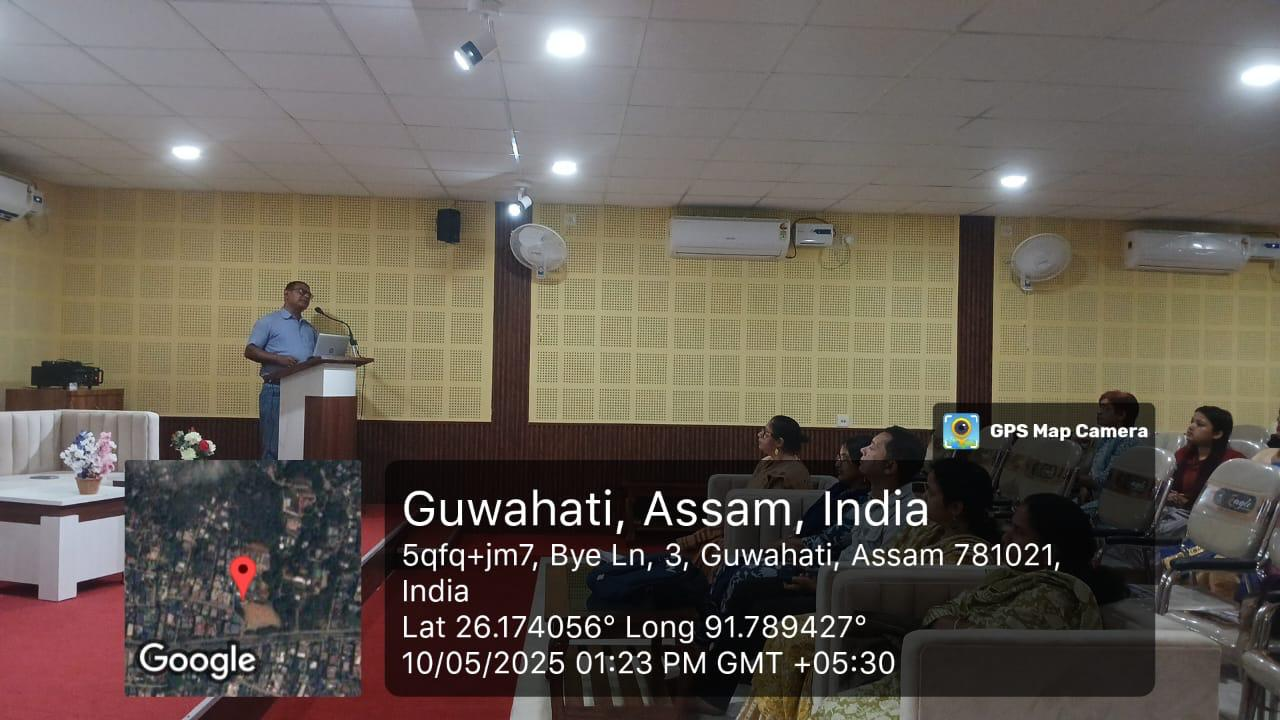 GPS Map Camera
Guwahati, Assam, India
5qfq+jm7, Bye Ln, 3, Guwahati, Assam 781021,
India
Lat 26.174056° Long 91.789427°
10/05/2025 01:23 PM GMT +05:30
Google